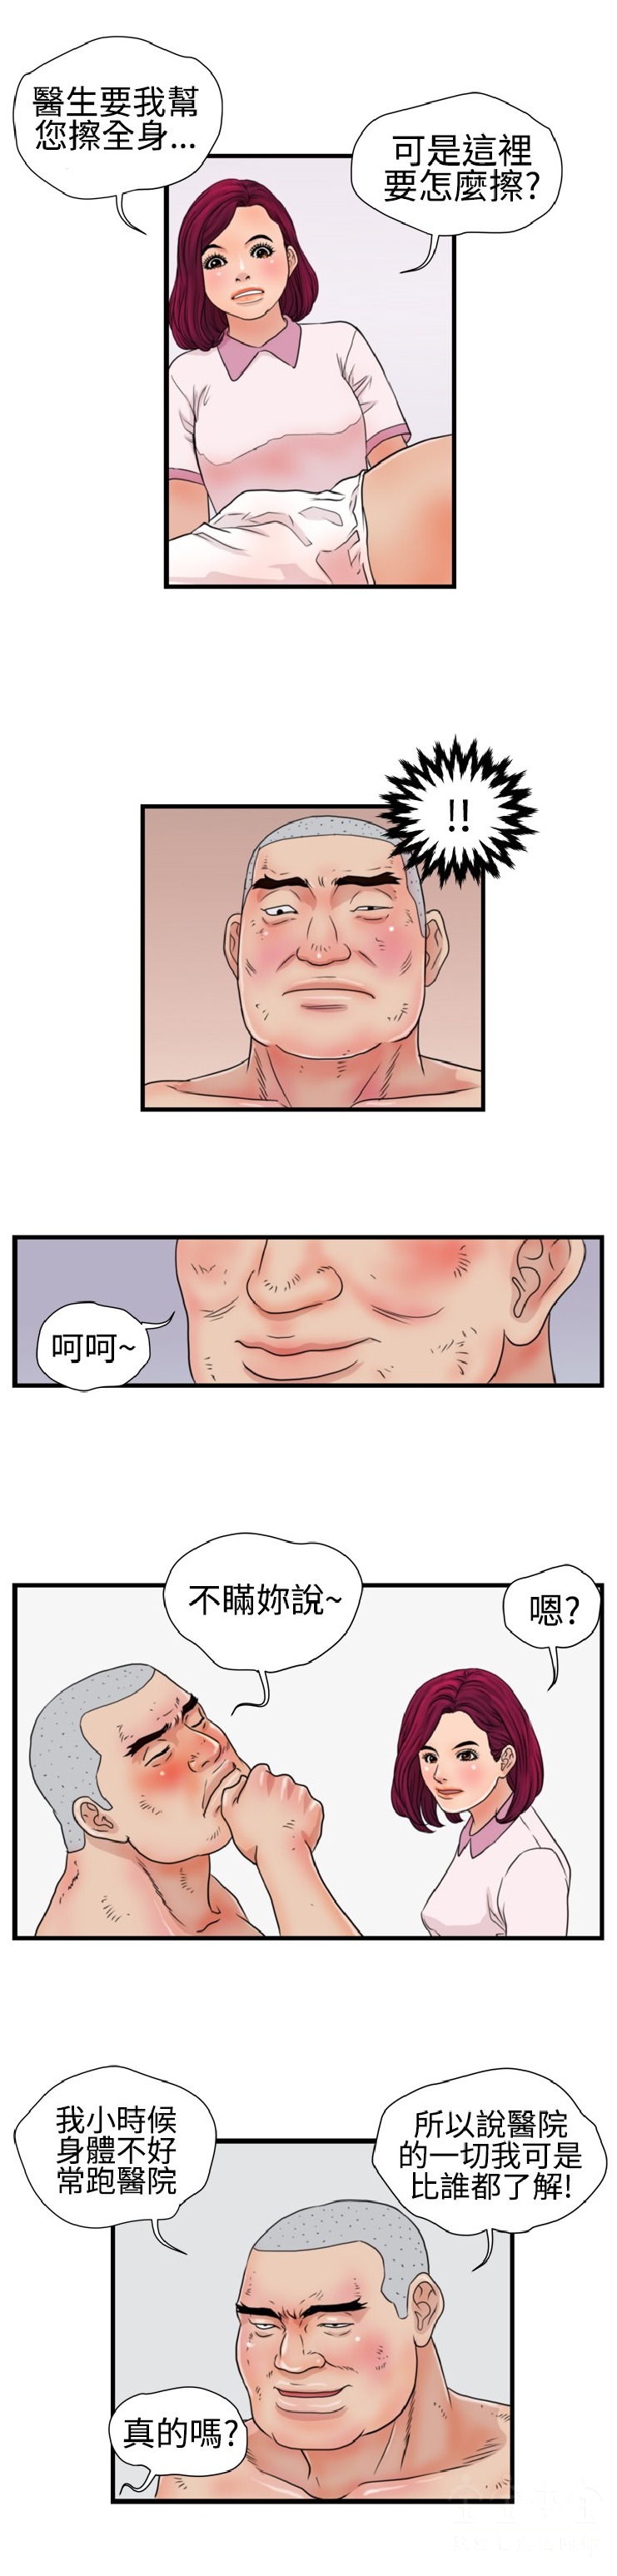 醫生要我幫
您擦全身...
可是這裡
要怎麼擦?
!!
呵呵~
不瞞妳說~
嗯?
我小時候
身體不好
常跑醫院
所以說醫院
的一切我可是
比誰都了解!
真的嗎?